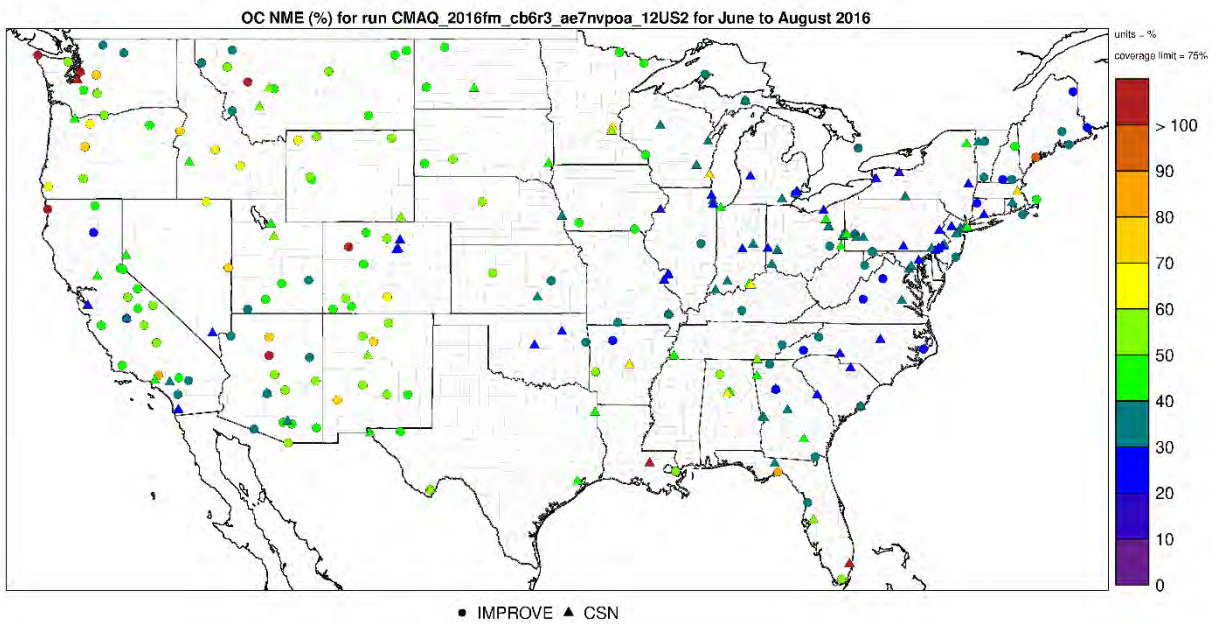 OC NME (%) for run CMAQ_2016fm_cb6r3_ae7nvpoa_12US2 for June to August 2016
units = %
coverage limit = 75%
> 100
90
80
70
60
50
40
30
20
10
0
● IMPROVE ▲ CSN